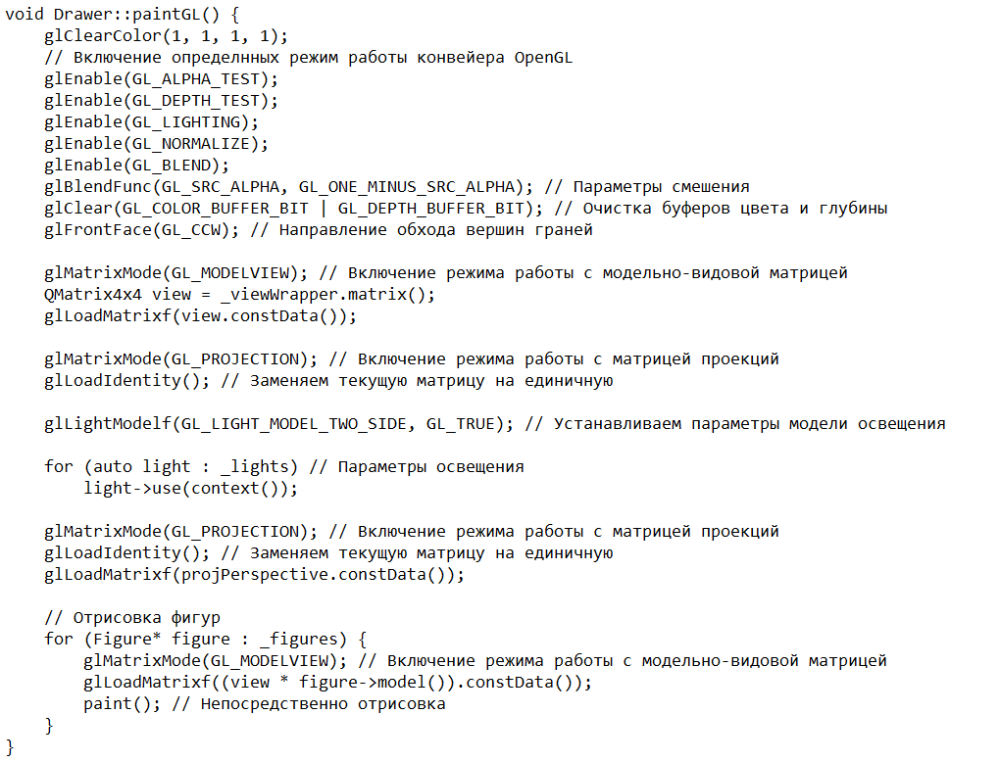 void Drawer::paintGL() {
    glClearColor(1, 1, 1, 1);
    // Включение определнных режим работы конвейера OpenGL
    glEnable(GL_ALPHA_TEST);
    glEnable(GL_DEPTH_TEST);
    glEnable(GL_LIGHTING);
    glEnable(GL_NORMALIZE);
    glEnable(GL_BLEND);
    glBlendFunc(GL_SRC_ALPHA, GL_ONE_MINUS_SRC_ALPHA); // Параметры смешения
    glClear(GL_COLOR_BUFFER_BIT | GL_DEPTH_BUFFER_BIT); // Очистка буферов цвета и глубины
    glFrontFace(GL_CCW); // Направление обхода вершин граней

    glMatrixMode(GL_MODELVIEW); // Включение режима работы с модельно-видовой матрицей
    QMatrix4x4 view = _viewWrapper.matrix();
    glLoadMatrixf(view.constData());

    glMatrixMode(GL_PROJECTION); // Включение режима работы с матрицей проекций
    glLoadIdentity(); // Заменяем текущую матрицу на единичную

    glLightModelf(GL_LIGHT_MODEL_TWO_SIDE, GL_TRUE); // Устанавливаем параметры модели освещения

    for (auto light : _lights) // Параметры освещения
        light->use(context());

    glMatrixMode(GL_PROJECTION); // Включение режима работы с матрицей проекций
    glLoadIdentity(); // Заменяем текущую матрицу на единичную
    glLoadMatrixf(projPerspective.constData());

    // Отрисовка фигур
    for (Figure* figure : _figures) {
        glMatrixMode(GL_MODELVIEW); // Включение режима работы с модельно-видовой матрицей
        glLoadMatrixf((view * figure->model()).constData());
        paint(); // Непосредственно отрисовка
    }
}